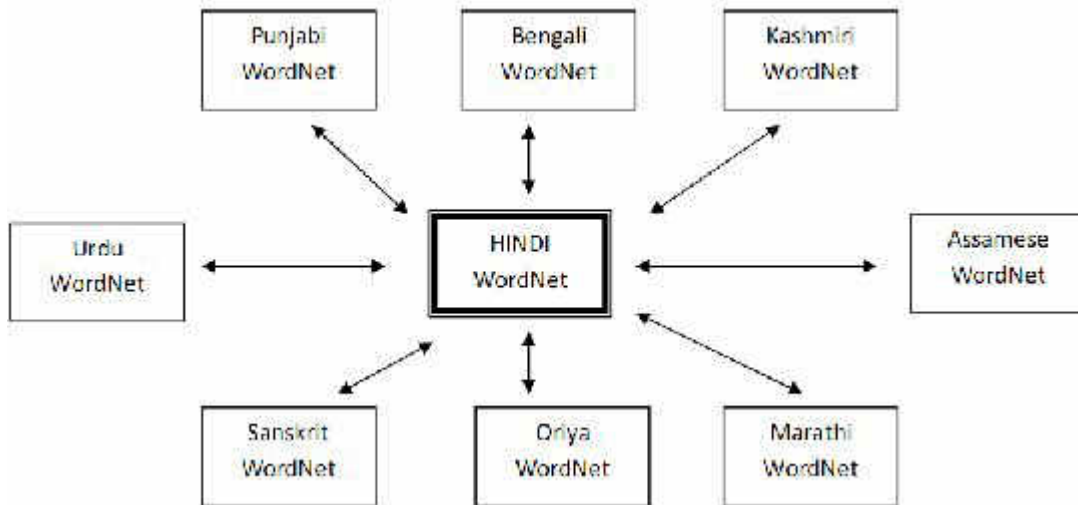 Punjabi
WordNet
Bengali
WordNet
Kashmiri
WordNet
Urdu
WordNet
HINDI
WordNet
Assamese
WordNet
Sanskrit
WordNet
Oriya
WordNet
Marathi
WordNet